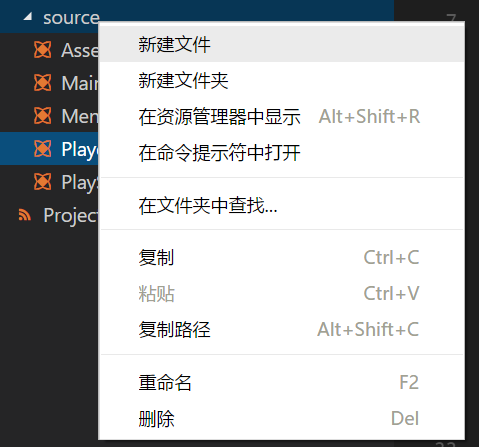 source
7
新建文件
Asse
新建文件夹
Main
在资源管理器中显示 Alt+Shift+R
Men
在命令提示符中打开
Play
PlayS
在文件夹中查找...
Project
复制 Ctrl+C
粘贴 Ctrl+V
复制路径 Alt+Shift+C
重命名 F2
删除 Del